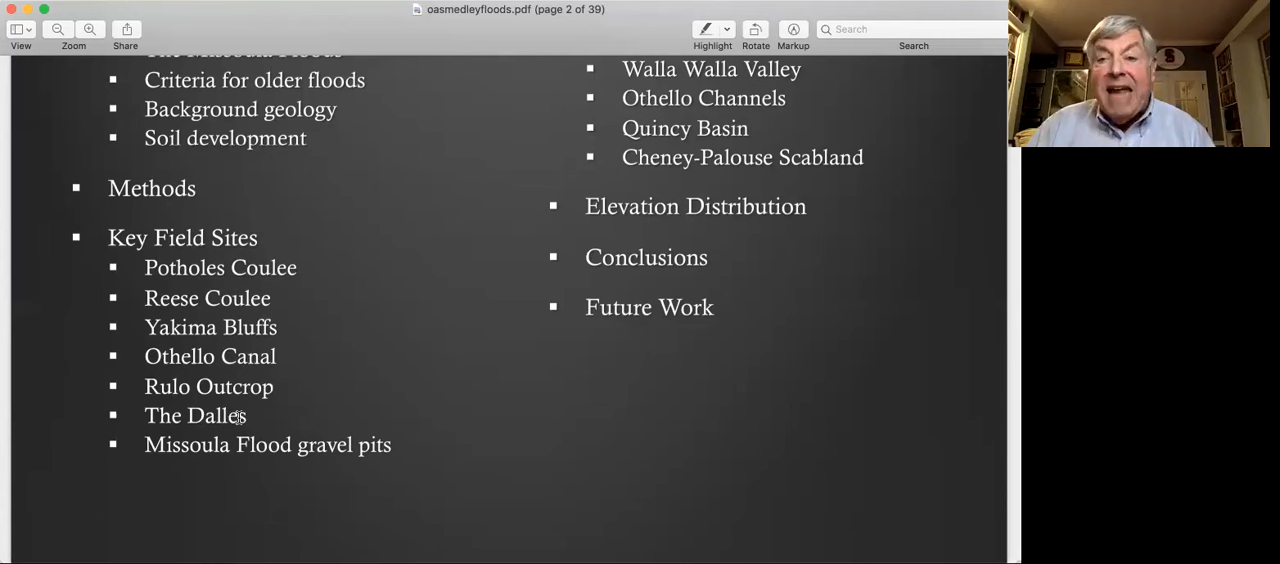 oasmedleyfloods.pdf (page 2 of 39)
View
Zoom
Share
Highlight
Rotate
Markup
Search
Search
The Missoula Floods
▪ Criteria for older floods
▪ Background geology
▪ Soil development
▪ Methods
▪ Key Field Sites
▪ Potholes Coulee
▪ Reese Coulee
▪ Yakima Bluffs
▪ Othello Canal
▪ Rulo Outcrop
▪ The Dalles
▪ Missoula Flood gravel pits
▪ Walla Walla Valley
▪ Othello Channels
▪ Quincy Basin
▪ Cheney-Palouse Scabland
▪ Elevation Distribution
▪ Conclusions
▪ Future Work